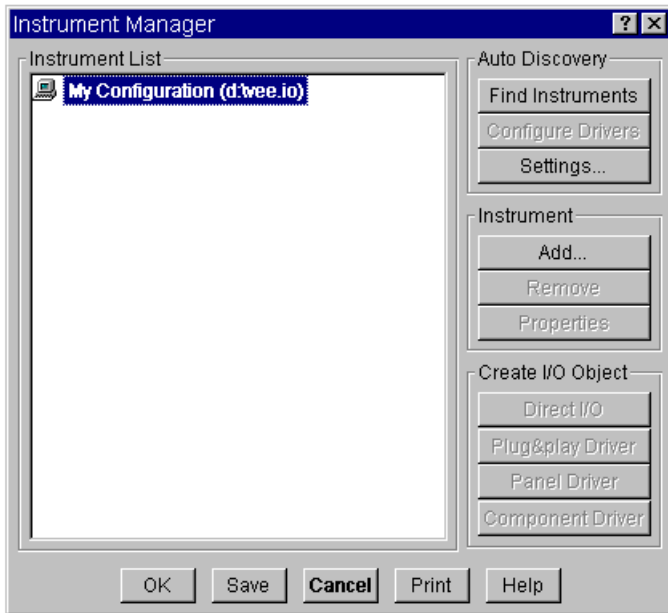 Instrument Manager
Instrument List
My Configuration (d:\vee.io)
Auto Discovery
Find Instruments
Configure Drivers
Settings...
Instrument
Add...
Remove
Properties
Create I/O Object
Direct I/O
Plug&play Driver
Panel Driver
Component Driver
OK
Save
Cancel
Print
Help